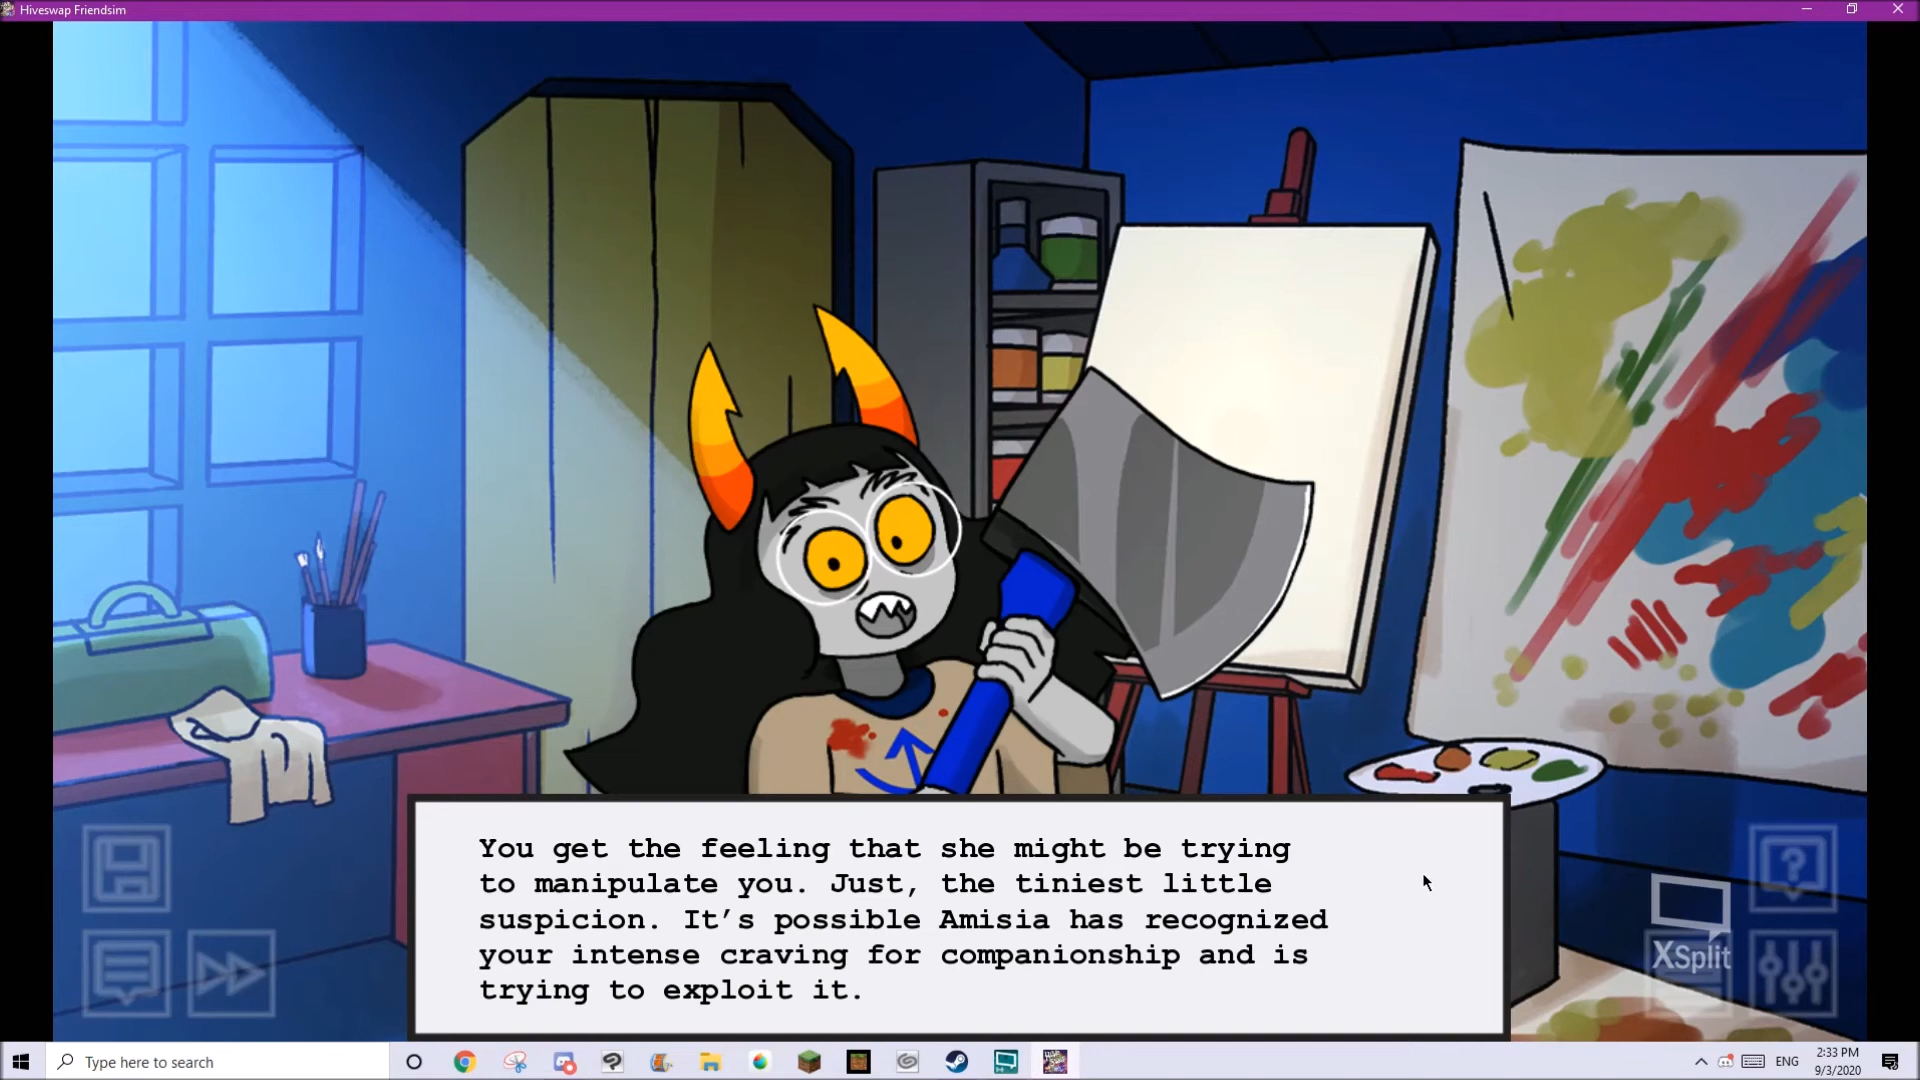 Hiveswap Friendsim
You get the feeling that she might be trying
to manipulate you. Just, the tiniest little
suspicion. It’s possible Amisia has recognized
your intense craving for companionship and is
trying to exploit it.
XSplit
Type here to search
ENG
2:33 PM
9/3/2020